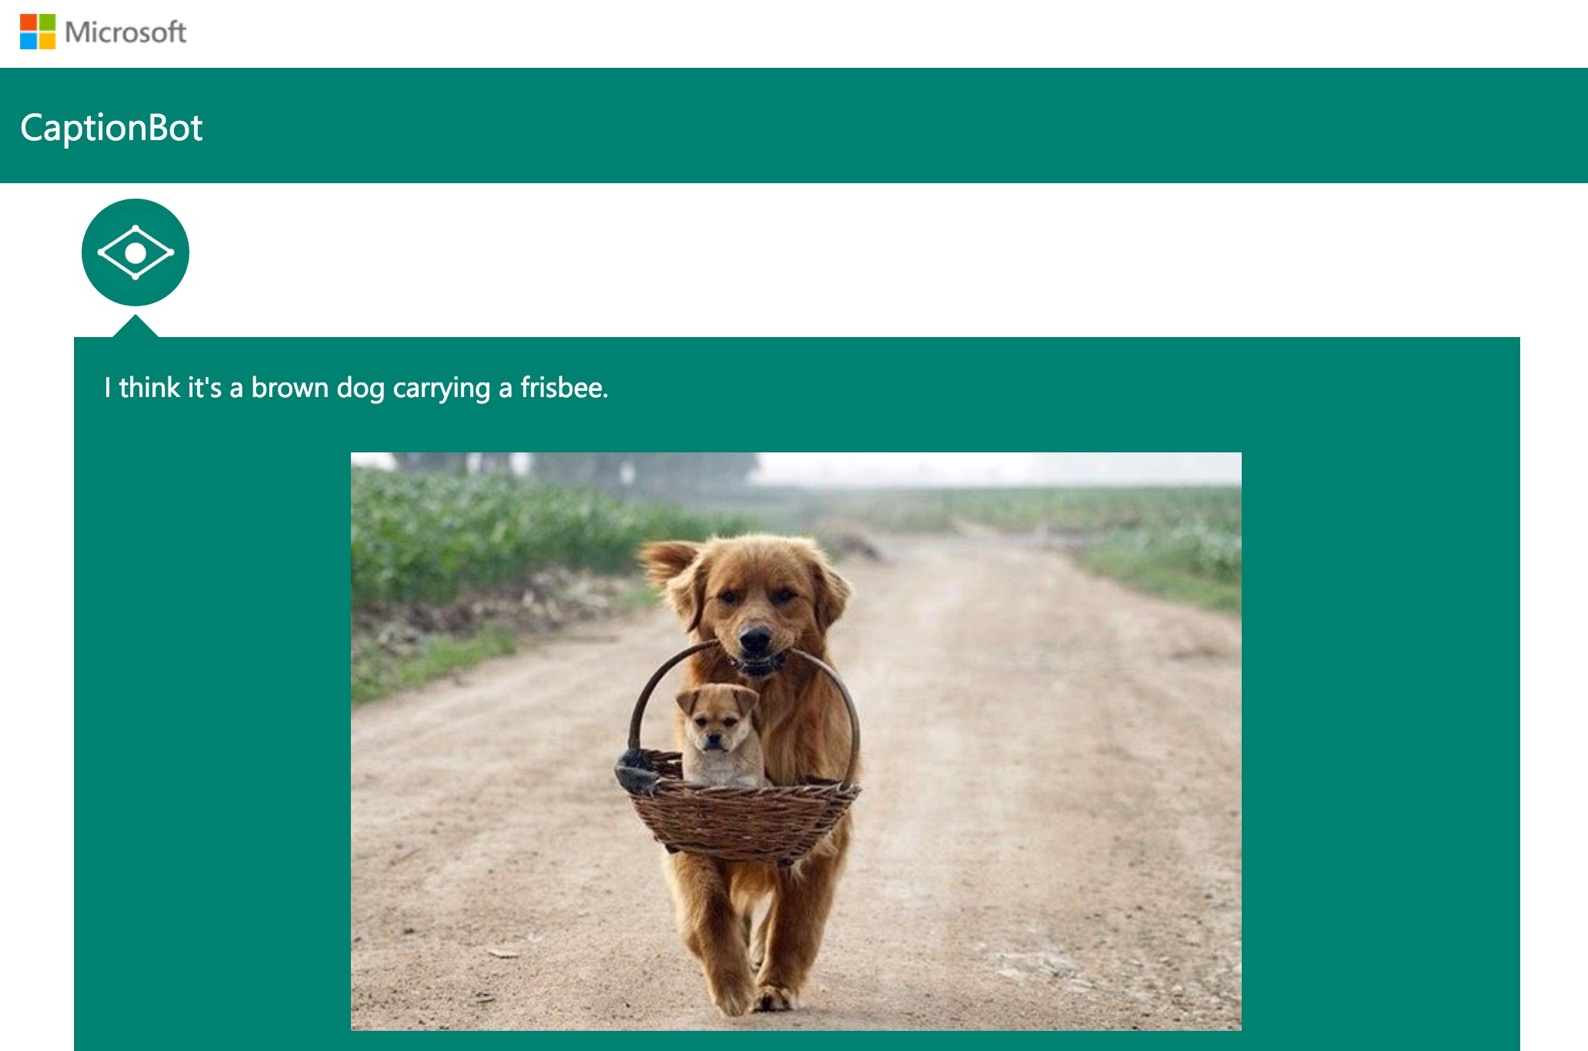 Microsoft
CaptionBot
I think it's a brown dog carrying a frisbee.